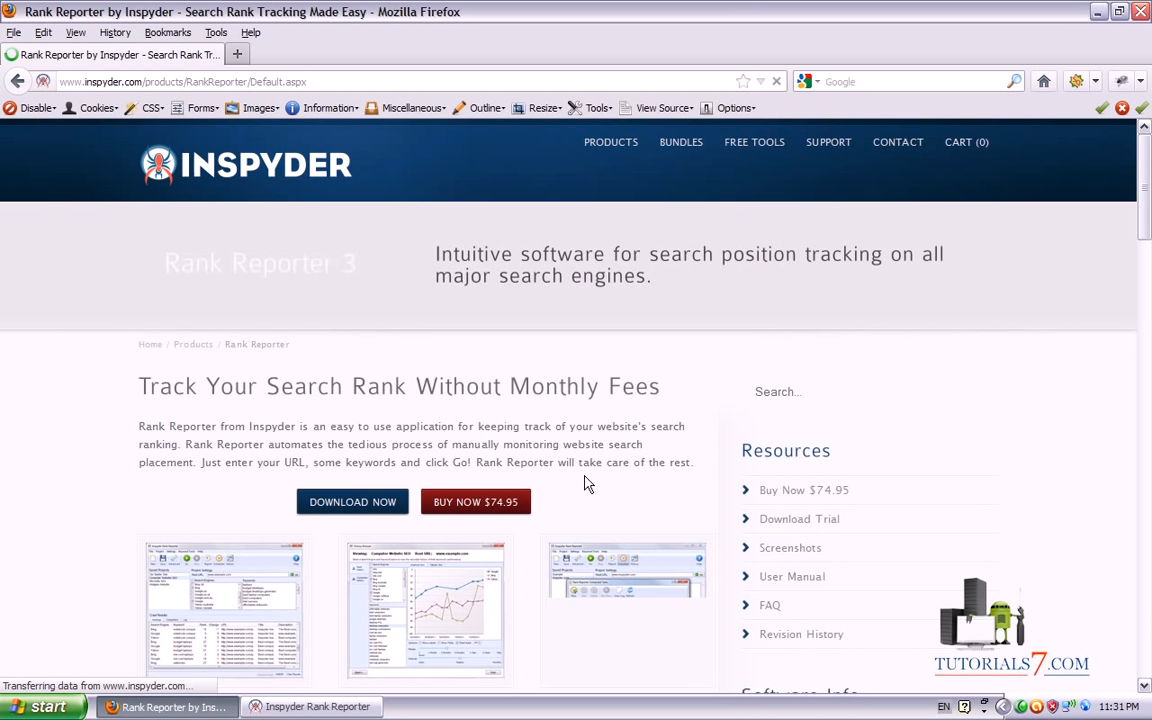 Rank Reporter by Inspyder - Search Rank Tracking Made Easy - Mozilla Firefox
File Edit View History Bookmarks Tools Help
Rank Reporter by Inspyder - Search Rank Tr...
www.inspyder.com/products/RankReporter/Default.aspx
Google
Disable Cookies CSS Forms Images Information Miscellaneous Outline Resize Tools View Source Options
INSPYDER
PRODUCTS BUNDLES FREE TOOLS SUPPORT CONTACT CART (0)
Rank Reporter 3
Intuitive software for search position tracking on all
major search engines.
Home / Products / Rank Reporter
Track Your Search Rank Without Monthly Fees
Search...
Rank Reporter from Inspyder is an easy to use application for keeping track of your website's search
ranking. Rank Reporter automates the tedious process of manually monitoring website search
placement. Just enter your URL, some keywords and click Go! Rank Reporter will take care of the rest.
DOWNLOAD NOW
BUY NOW $74.95
Resources
Buy Now $74.95
Download Trial
Screenshots
User Manual
FAQ
Revision History
Software Info
TUTORIALS7.COM
Transferring data from www.inspyder.com...
start
Rank Reporter by Ins...
Inspyder Rank Reporter
EN
11:31 PM